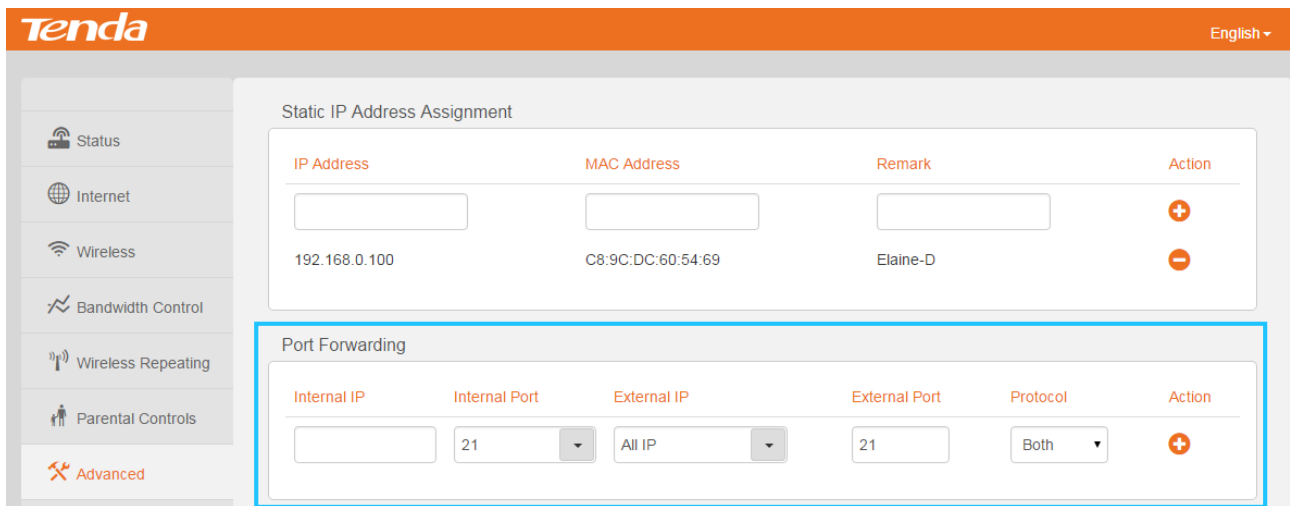 Tenda
English
Static IP Address Assignment
Status
IP Address MAC Address Remark Action
Internet
Wireless
192.168.0.100 C8:9C:DC:60:54:69 Elaine-D
Bandwidth Control
Port Forwarding
Wireless Repeating
Internal IP Internal Port External IP External Port Protocol Action
Parental Controls
21 All IP 21 Both
Advanced